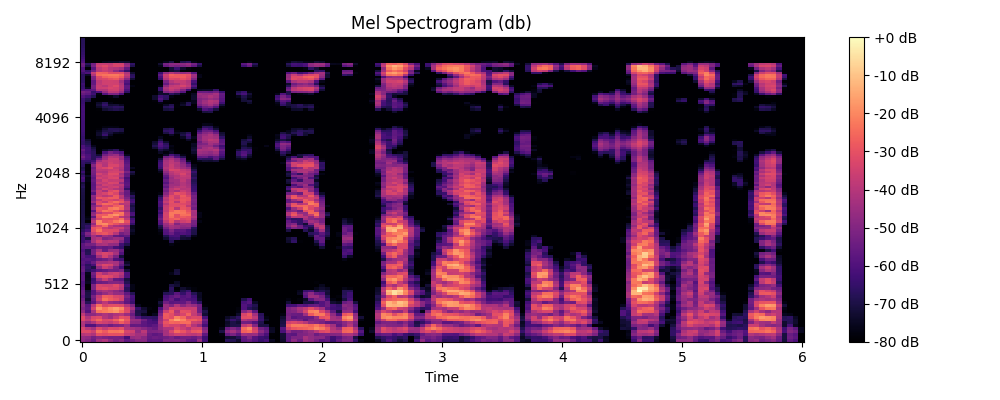 Mel Spectrogram (db)
8192
4096
2048
1024
512
0
Hz
0 1 2 3 4 5 6
Time
+0 dB
-10 dB
-20 dB
-30 dB
-40 dB
-50 dB
-60 dB
-70 dB
-80 dB